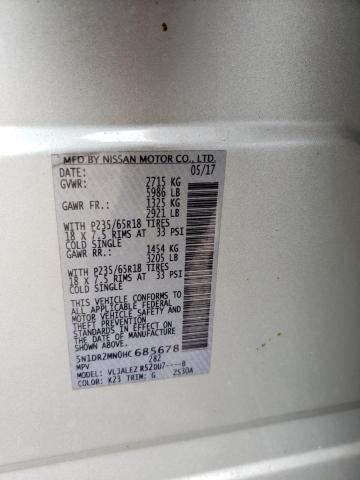 MFD BY NISSAN MOTOR CO., LTD.
DATE: 05/17
GVWR: 2715 KG
5986 LB
GAWR FR.: 1325 KG
2921 LB
WITH P235/65R18 TIRES
18 X 7.5 RIMS AT 33 PSI
COLD SINGLE
GAWR RR.: 1454 KG
3205 LB
WITH P235/65R18 TIRES
18 X 7.5 RIMS AT 33 PSI
COLD SINGLE
THIS VEHICLE CONFORMS TO
ALL APPLICABLE FEDERAL
MOTOR VEHICLE SAFETY
STANDARDS IN EFFECT ON
THE DATE OF MANUFACTURE
SHOWN ABOVE.
5N1DR2MN0HC685678
MPV 282
MODEL: VLJALEZ R52DU7----B
COLOR: K23 TRIM: G 2530A